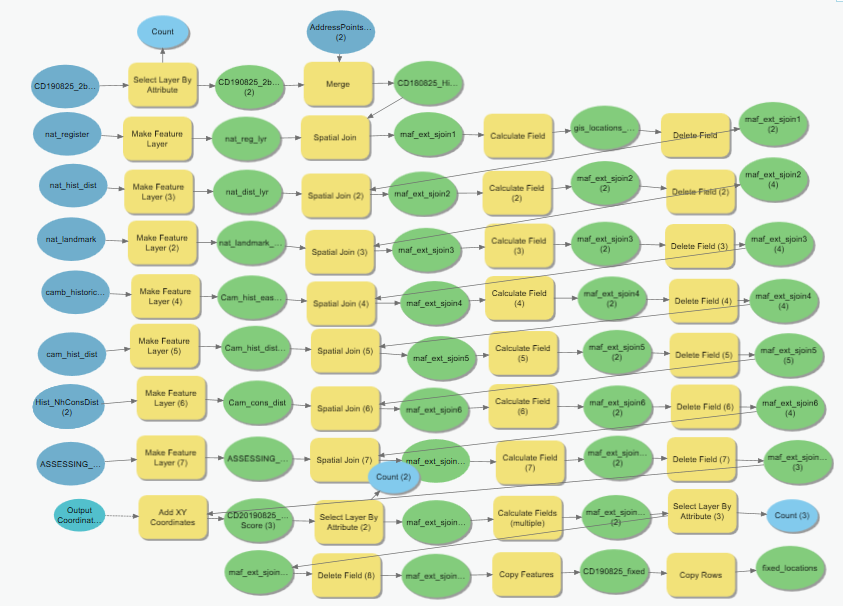 Count
AddressPoints...
(2)
CD190825_2b...
Select Layer By
Attribute
CD190825_2b...
(2)
Merge
CD180825_Hi...
nat_register
Make Feature
Layer
nat_reg_lyr
Spatial Join
maf_ext_sjoin1
Calculate Field
gis_locations_...
Delete Field
maf_ext_sjoin1
(2)
nat_hist_dist
Make Feature
Layer (3)
nat_dist_lyr
Spatial Join (2)
maf_ext_sjoin2
Calculate Field
(2)
maf_ext_sjoin2
(2)
Delete Field (2)
maf_ext_sjoin2
(4)
nat_landmark
Make Feature
Layer (2)
nat_landmark_...
Spatial Join (3)
maf_ext_sjoin3
Calculate Field
(3)
maf_ext_sjoin3
(2)
Delete Field (3)
maf_ext_sjoin3
(4)
camb_historic...
Make Feature
Layer (4)
Cam_hist_eas...
Spatial Join (4)
maf_ext_sjoin4
Calculate Field
(4)
maf_ext_sjoin4
(2)
Delete Field (4)
maf_ext_sjoin4
(4)
cam_hist_dist
Make Feature
Layer (5)
Cam_hist_dist...
Spatial Join (5)
maf_ext_sjoin5
Calculate Field
(5)
maf_ext_sjoin5
(2)
Delete Field (5)
maf_ext_sjoin5
(5)
Hist_NhConsDist
(2)
Make Feature
Layer (6)
Cam_cons_dist
Spatial Join (6)
maf_ext_sjoin6
Calculate Field
(6)
maf_ext_sjoin6
(2)
Delete Field (6)
maf_ext_sjoin6
(4)
ASSESSING_...
Make Feature
Layer (7)
ASSESSING_...
Spatial Join (7)
maf_ext_sjoin...
Calculate Field
(7)
maf_ext_sjoin...
(2)
Delete Field (7)
maf_ext_sjoin...
(3)
Count (2)
Output
Coordinat...
Add XY
Coordinates
CD20190825_...
Score (3)
Select Layer By
Attribute (2)
maf_ext_sjoin...
Calculate Fields
(multiple)
maf_ext_sjoin...
(2)
Select Layer By
Attribute (3)
Count (3)
maf_ext_sjoin...
Delete Field (8)
maf_ext_sjoin...
Copy Features
CD190825_fixed
Copy Rows
fixed_locations